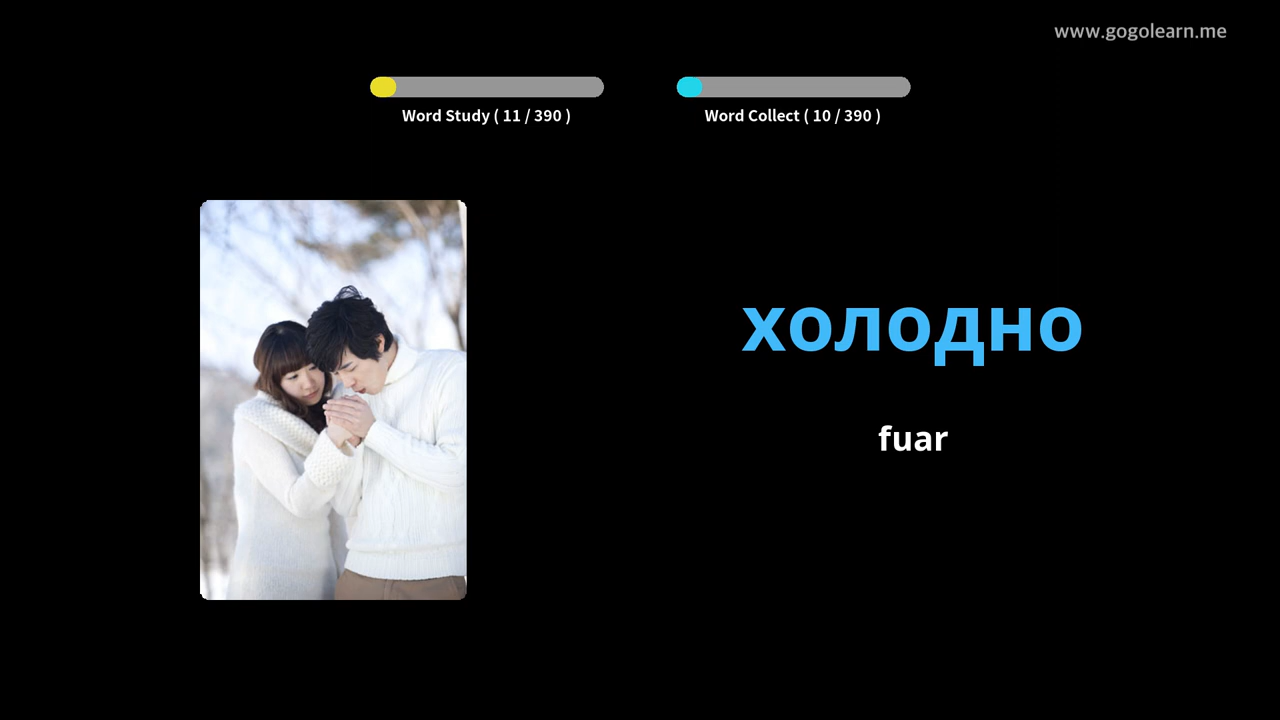 www.gogolearn.me
Word Study ( 11 / 390 )
Word Collect ( 10 / 390 )
холодно
fuar